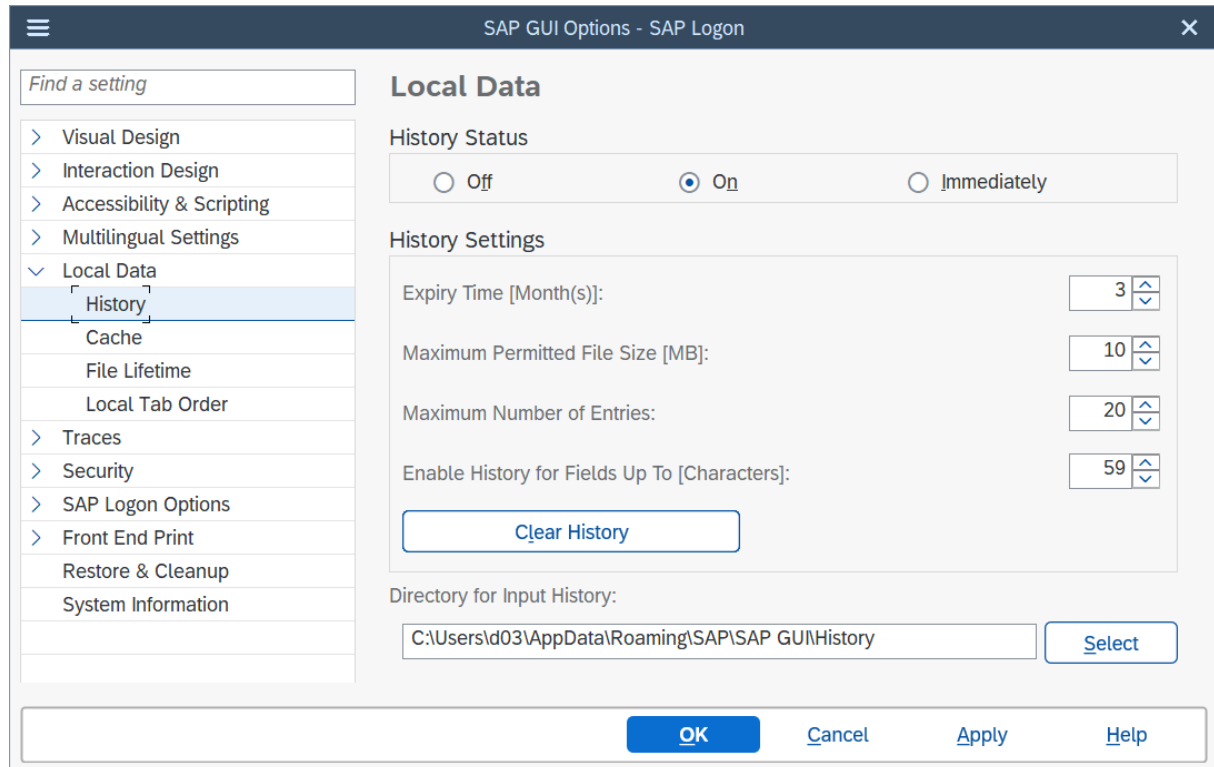 SAP GUI Options - SAP Logon
Find a setting
Visual Design
Interaction Design
Accessibility & Scripting
Multilingual Settings
Local Data
History
Cache
File Lifetime
Local Tab Order
Traces
Security
SAP Logon Options
Front End Print
Restore & Cleanup
System Information
Local Data
History Status
Off On Immediately
History Settings
Expiry Time [Month(s)]: 3
Maximum Permitted File Size [MB]: 10
Maximum Number of Entries: 20
Enable History for Fields Up To [Characters]: 59
Clear History
Directory for Input History:
C:\Users\d03\AppData\Roaming\SAP\SAP GUI\History Select
OK Cancel Apply Help